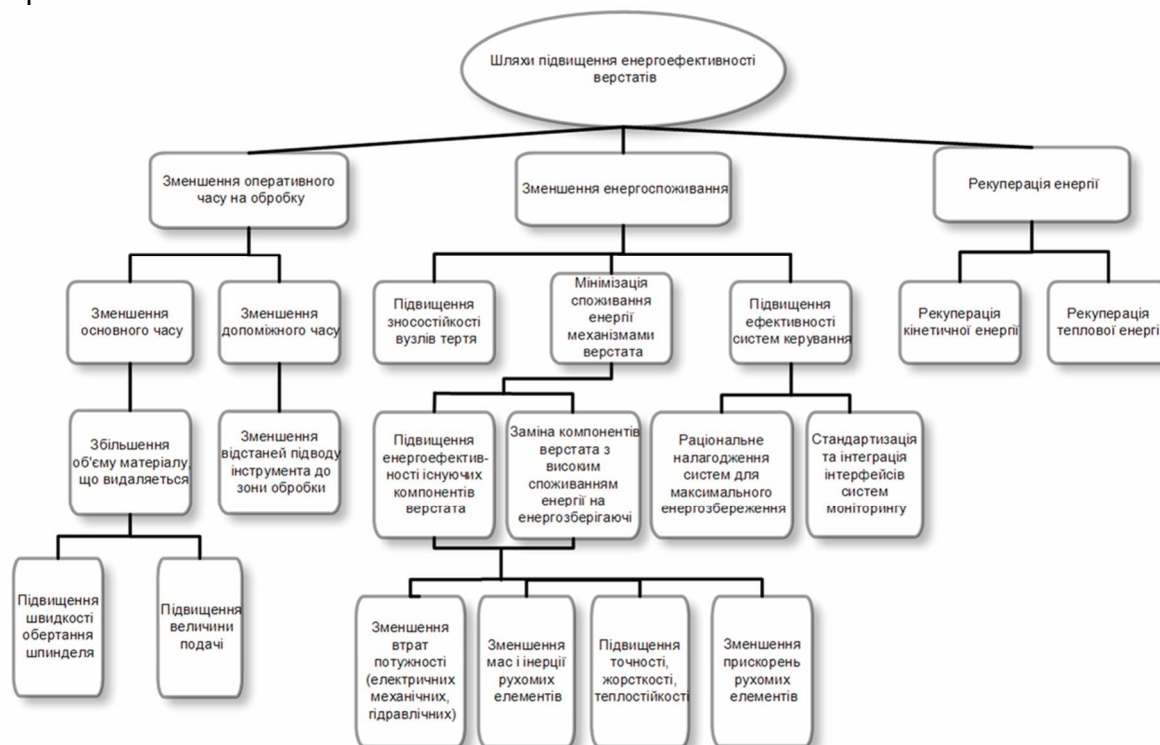 Шляхи підвищення енергоефективності
верстатів
Зменшення оперативного
часу на обробку
Зменшення енергоспоживання
Рекуперація енергії
Зменшення
основного часу
Зменшення
допоміжного часу
Підвищення
зносостійкості
вузлів тертя
Мінімізація
споживання
енергії
механізмами
верстата
Підвищення
ефективності
систем керування
Рекуперація
кінетичної енергії
Рекуперація
теплової енергії
Збільшення
об'єму матеріалу,
що видаляється
Зменшення
відстаней підводу
інструмента до
зони обробки
Підвищення
енергоефектив-
ності існуючих
компонентів
верстата
Заміна компонентів
верстата з
високим
споживанням
енергії на
енергозберігаючі
Раціональне
налагодження
систем для
максимального
енергозбереження
Стандартизація
та інтеграція
інтерфейсів
систем
моніторингу
Підвищення
швидкості
обертання
шпинделя
Підвищення
величини
подачі
Зменшення
втрат
потужності
(електричних
механічних,
гідравлічних)
Зменшення
мас і інерції
рухомих
елементів
Підвищення
точності,
жорсткості,
теплостійкості
Зменшення
прискорень
рухомих
елементів